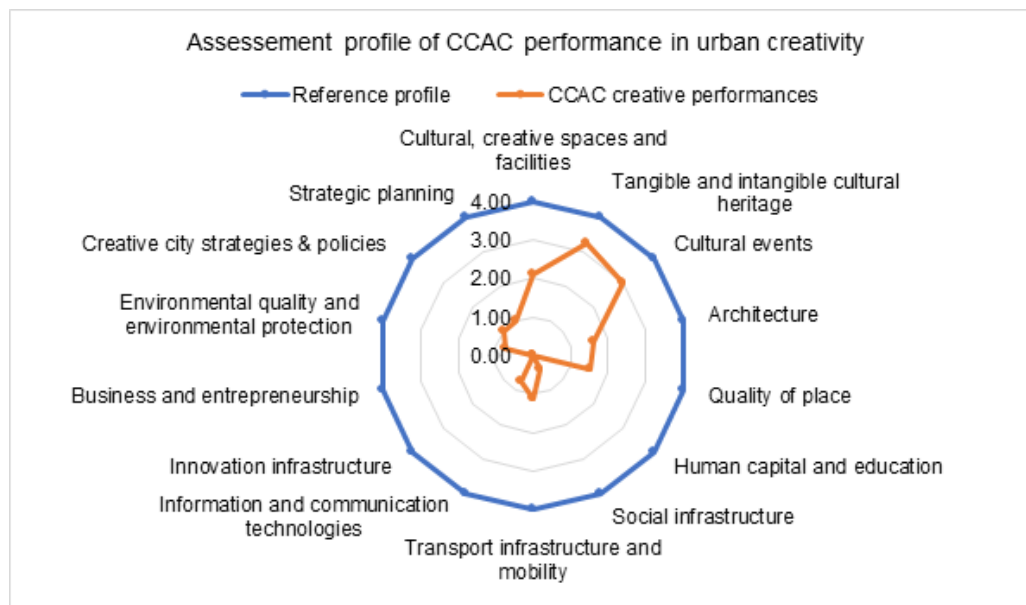 Assessement profile of CCAC performance in urban creativity
Reference profile
CCAC creative performances
Cultural, creative spaces and
facilities
Tangible and intangible cultural
heritage
Cultural events
Architecture
Quality of place
Human capital and education
Social infrastructure
Transport infrastructure and
mobility
Information and communication
technologies
Innovation infrastructure
Business and entrepreneurship
Environmental quality and
environmental protection
Creative city strategies & policies
Strategic planning
4.00
3.00
2.00
1.00
0.00